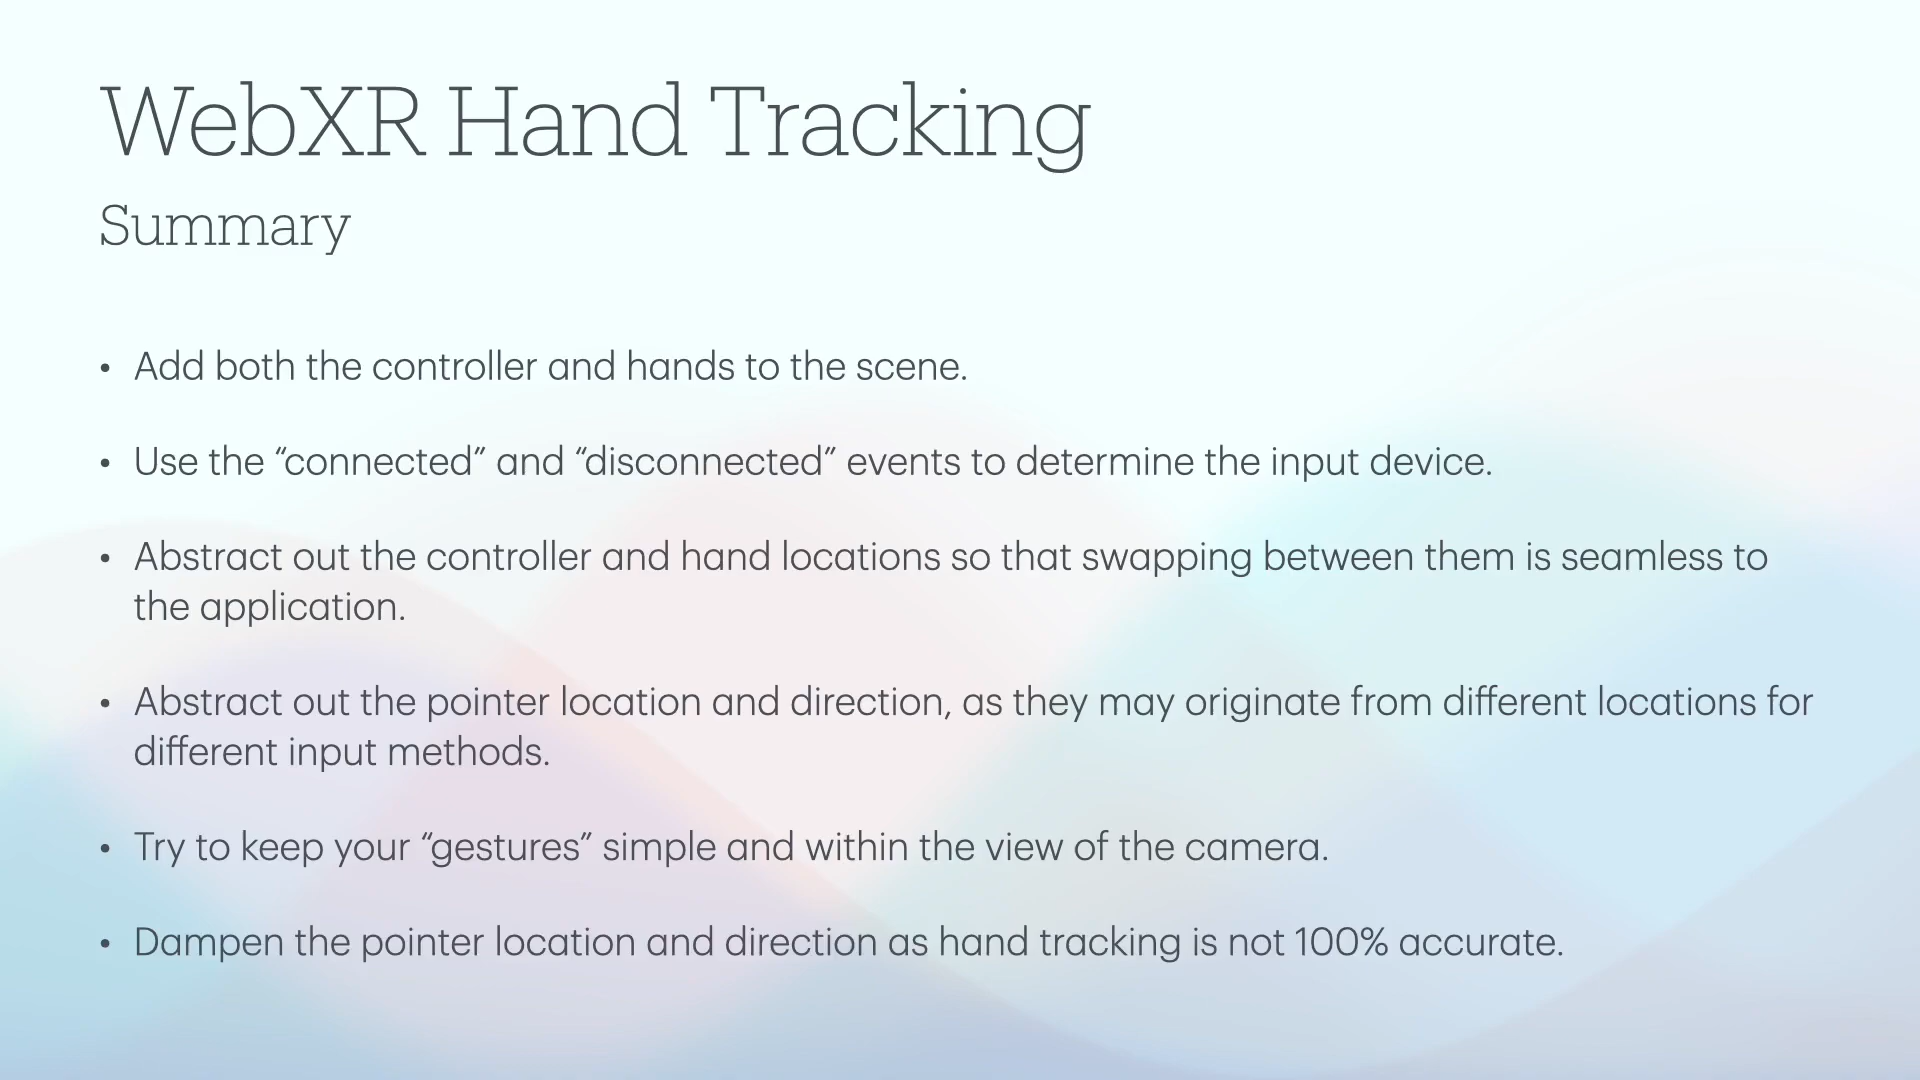 WebXR Hand Tracking
Summary
• Add both the controller and hands to the scene.
• Use the “connected” and “disconnected” events to determine the input device.
• Abstract out the controller and hand locations so that swapping between them is seamless to
the application.
• Abstract out the pointer location and direction, as they may originate from different locations for
different input methods.
• Try to keep your “gestures” simple and within the view of the camera.
• Dampen the pointer location and direction as hand tracking is not 100% accurate.